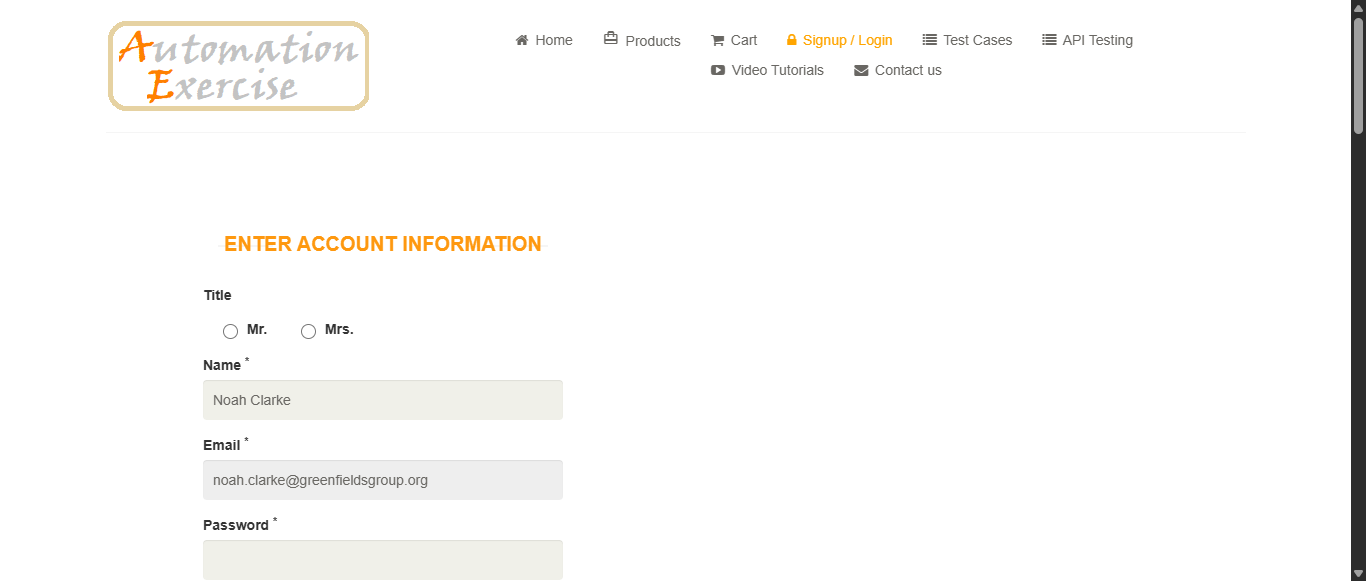 Automation
Exercise
Home Products Cart Signup / Login Test Cases API Testing
Video Tutorials Contact us
ENTER ACCOUNT INFORMATION
Title
Mr. Mrs.
Name *
Noah Clarke
Email *
noah.clarke@greenfieldsgroup.org
Password *